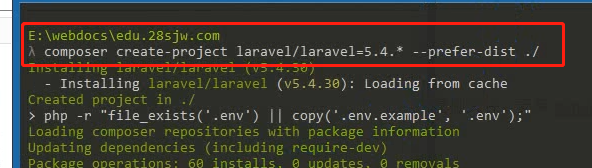 E:\webdocs\edu.28sjw.com
λ composer create-project laravel/laravel=5.4.* --prefer-dist ./
Installing laravel/laravel (v5.4.30)
- Installing laravel/laravel (v5.4.30): Loading from cache
Created project in ./
> php -r "file_exists('.env') || copy('.env.example', '.env');"
Loading composer repositories with package information
Updating dependencies (including require-dev)
Package operations: 60 installs, 0 updates, 0 removals